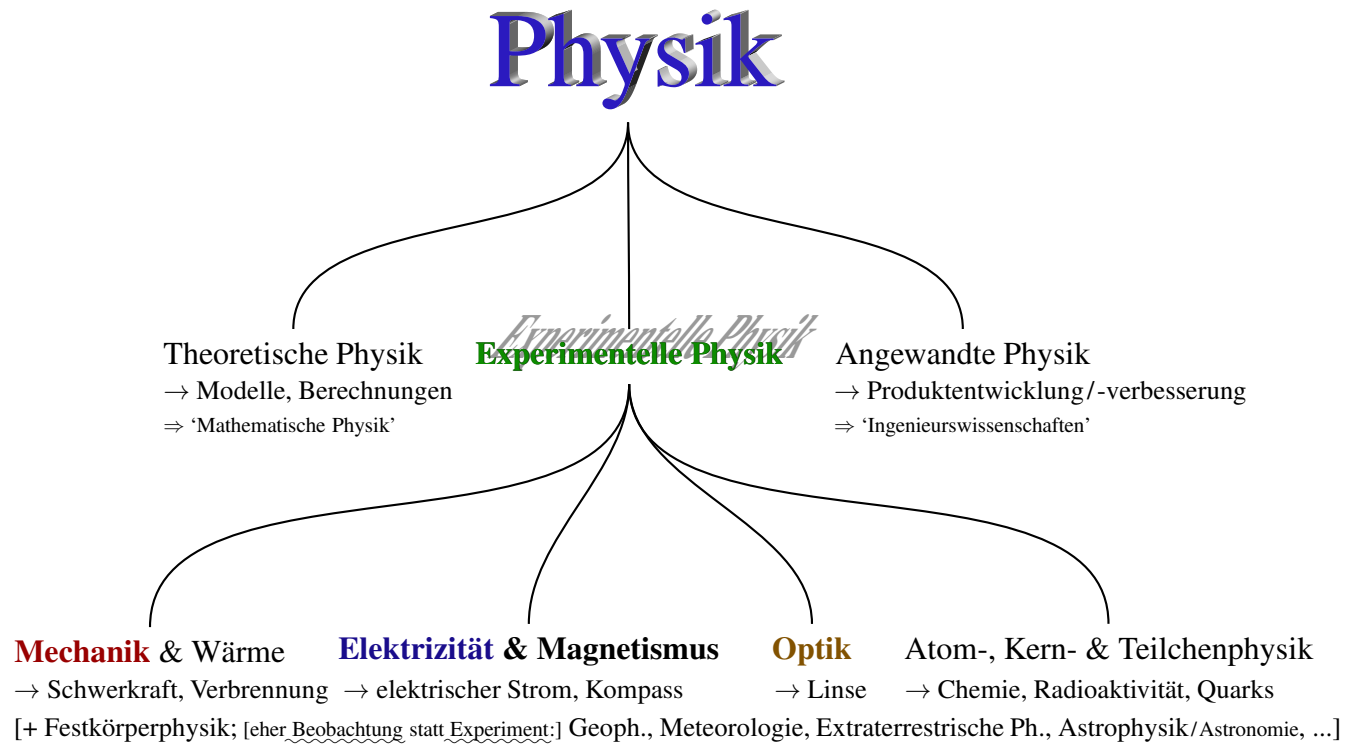 Physik
Experimentelle Physik
Theoretische Physik
→ Modelle, Berechnungen
⇒ ‘Mathematische Physik’
Experimentelle Physik
Angewandte Physik
→ Produktentwicklung/-verbesserung
⇒ ‘Ingenieurswissenschaften’
Mechanik & Wärme
→ Schwerkraft, Verbrennung
Elektrizität & Magnetismus
→ elektrischer Strom, Kompass
Optik
→ Linse
Atom-, Kern- & Teilchenphysik
→ Chemie, Radioaktivität, Quarks
[+ Festkörperphysik; [eher Beobachtung statt Experiment:] Geoph., Meteorologie, Extraterrestrische Ph., Astrophysik/Astronomie, ...]